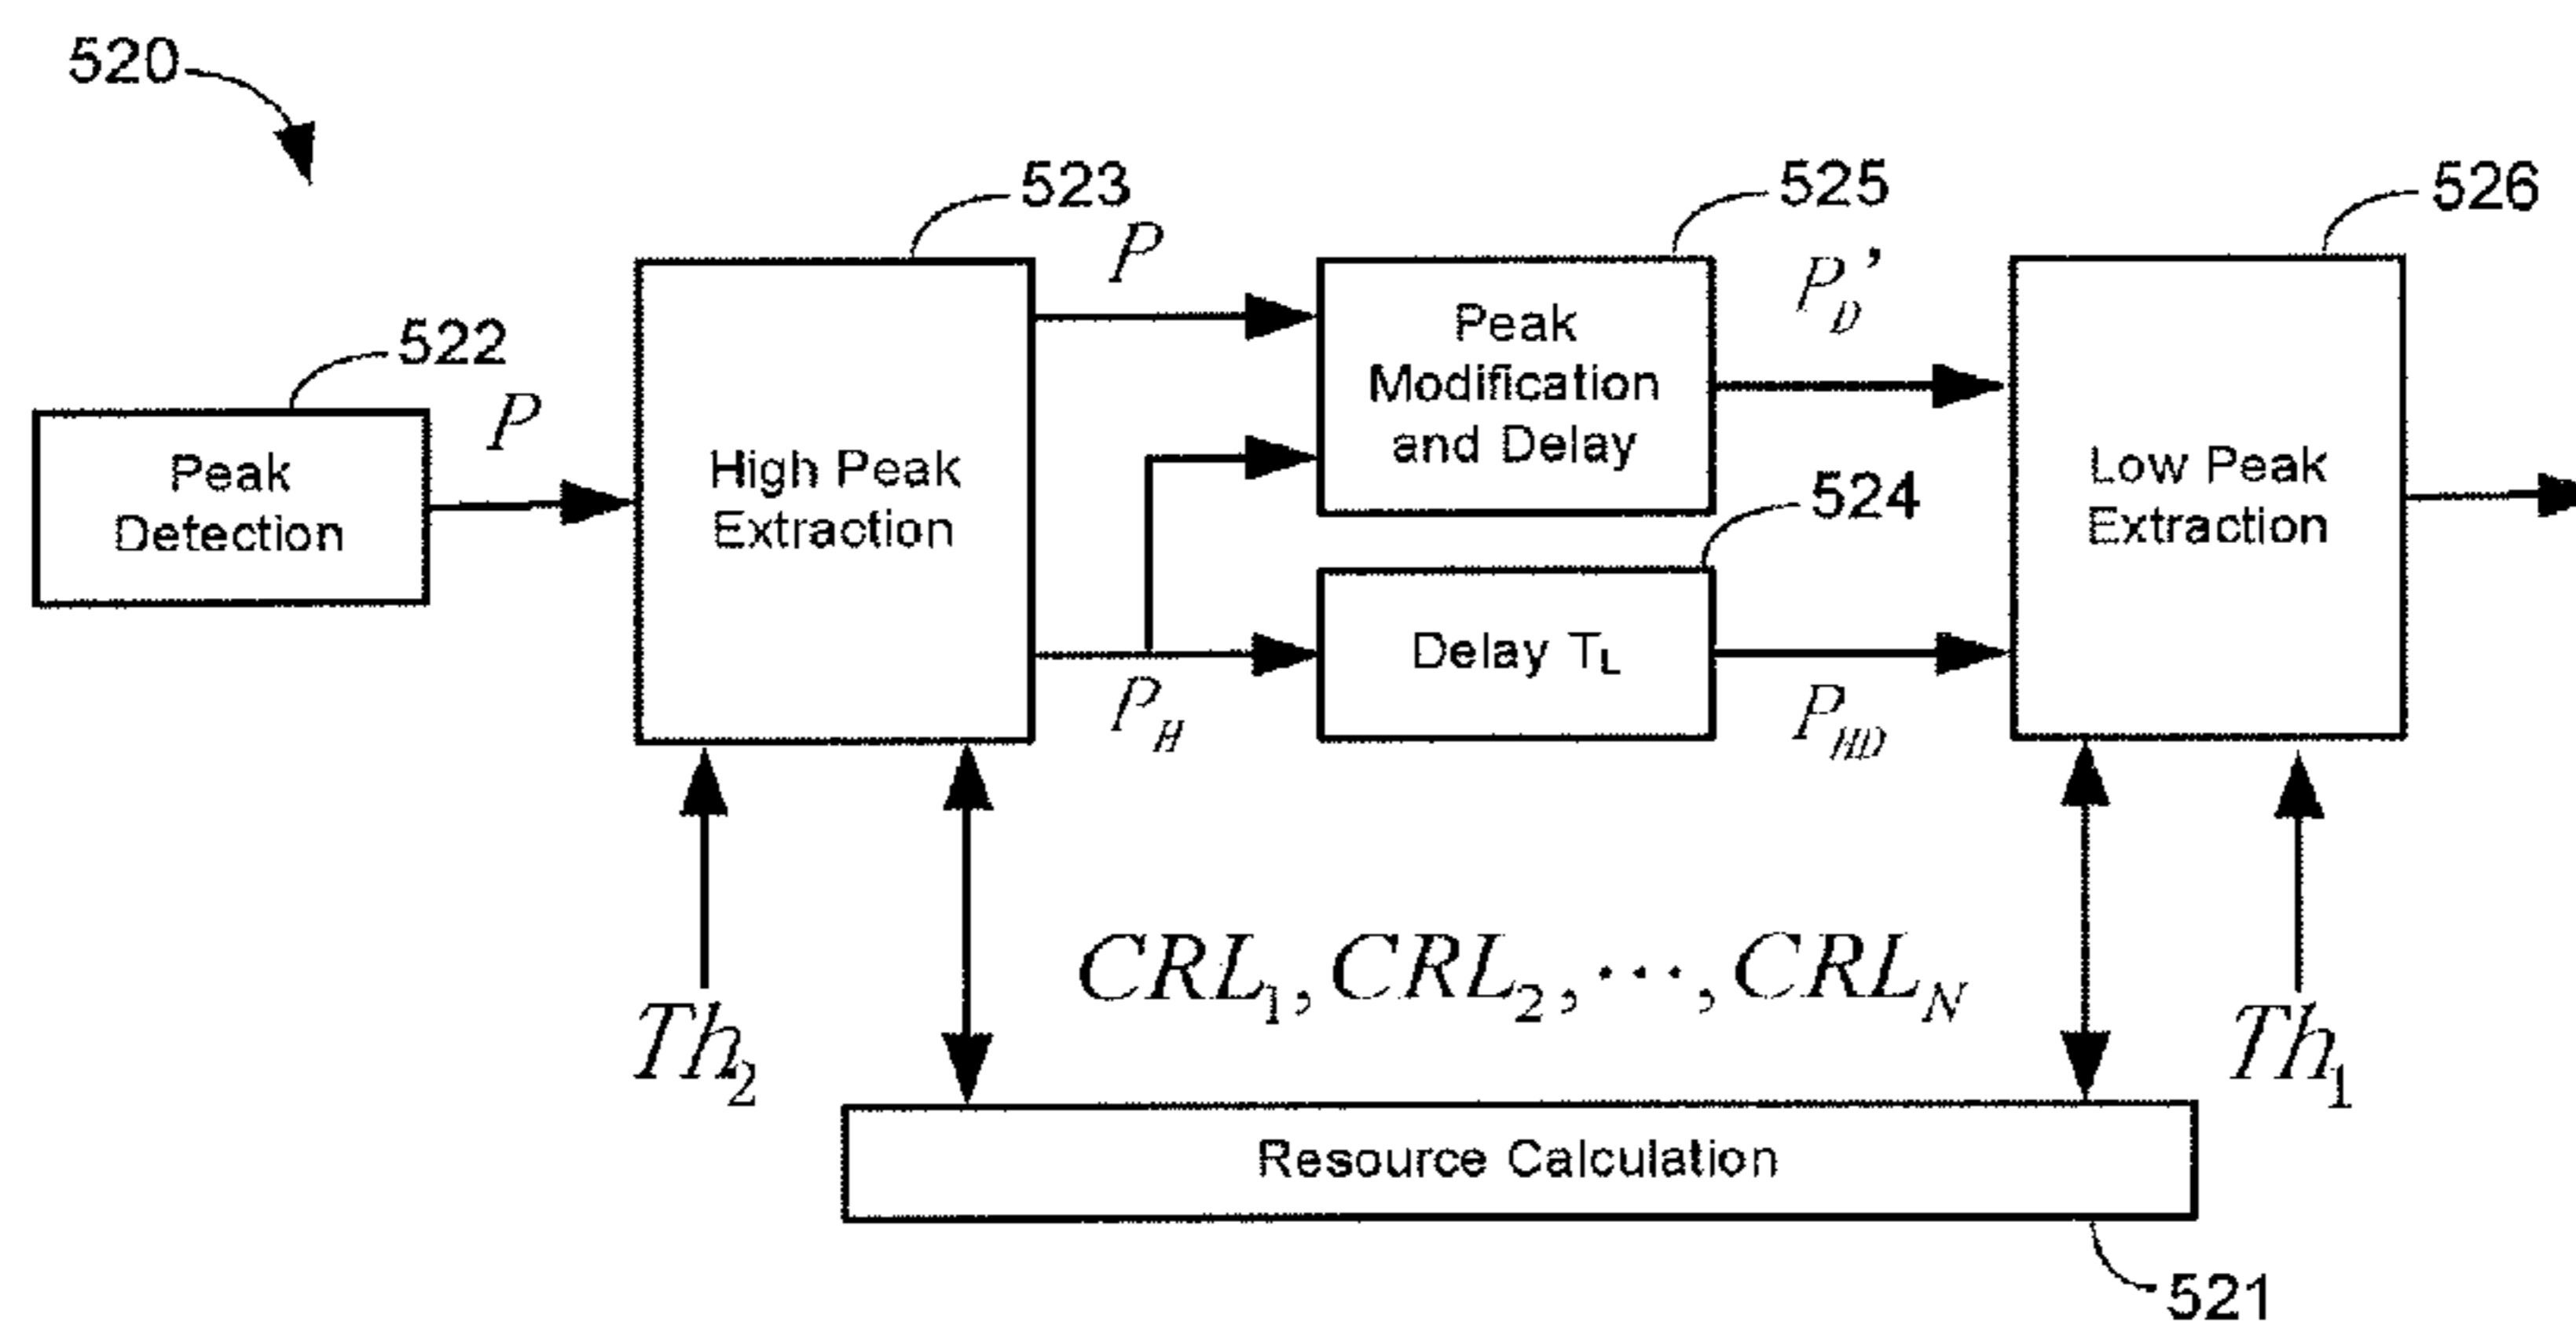 520
523
525
526
P
P_D'
522
P
Peak
Detection
High Peak
Extraction
Peak
Modification
and Delay
524
Low Peak
Extraction
Delay T_L
P_H
P_HD
Th_2
CRL_1, CRL_2, ⋯, CRL_N
Th_1
Resource Calculation
521